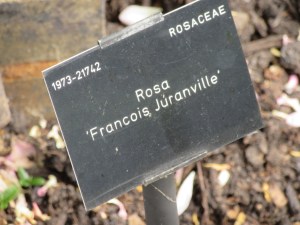 ROSACEAE
1973-21742
Rosa
'Francois, Juranville'